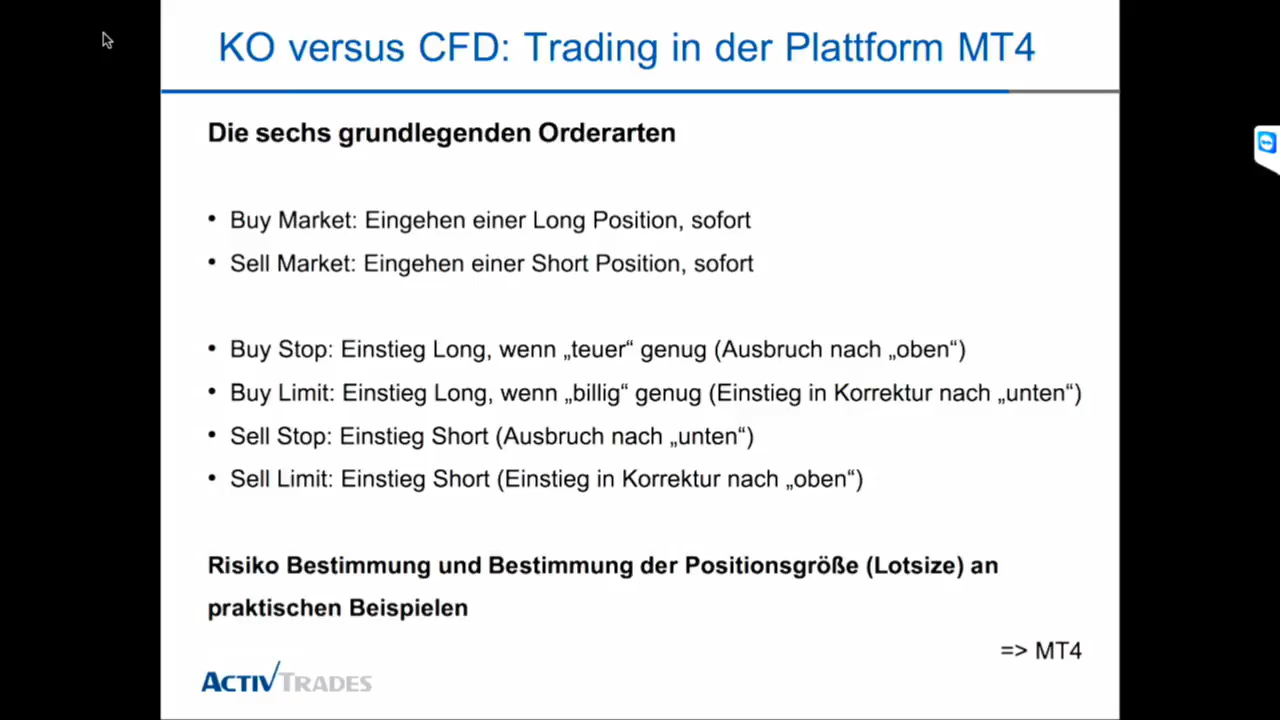 KO versus CFD: Trading in der Plattform MT4
Die sechs grundlegenden Orderarten
• Buy Market: Eingehen einer Long Position, sofort
• Sell Market: Eingehen einer Short Position, sofort
• Buy Stop: Einstieg Long, wenn „teuer“ genug (Ausbruch nach „oben“)
• Buy Limit: Einstieg Long, wenn „billig“ genug (Einstieg in Korrektur nach „unten“)
• Sell Stop: Einstieg Short (Ausbruch nach „unten“)
• Sell Limit: Einstieg Short (Einstieg in Korrektur nach „oben“)
Risiko Bestimmung und Bestimmung der Positionsgröße (Lotsize) an
praktischen Beispielen
=> MT4
ACTIVTRADES